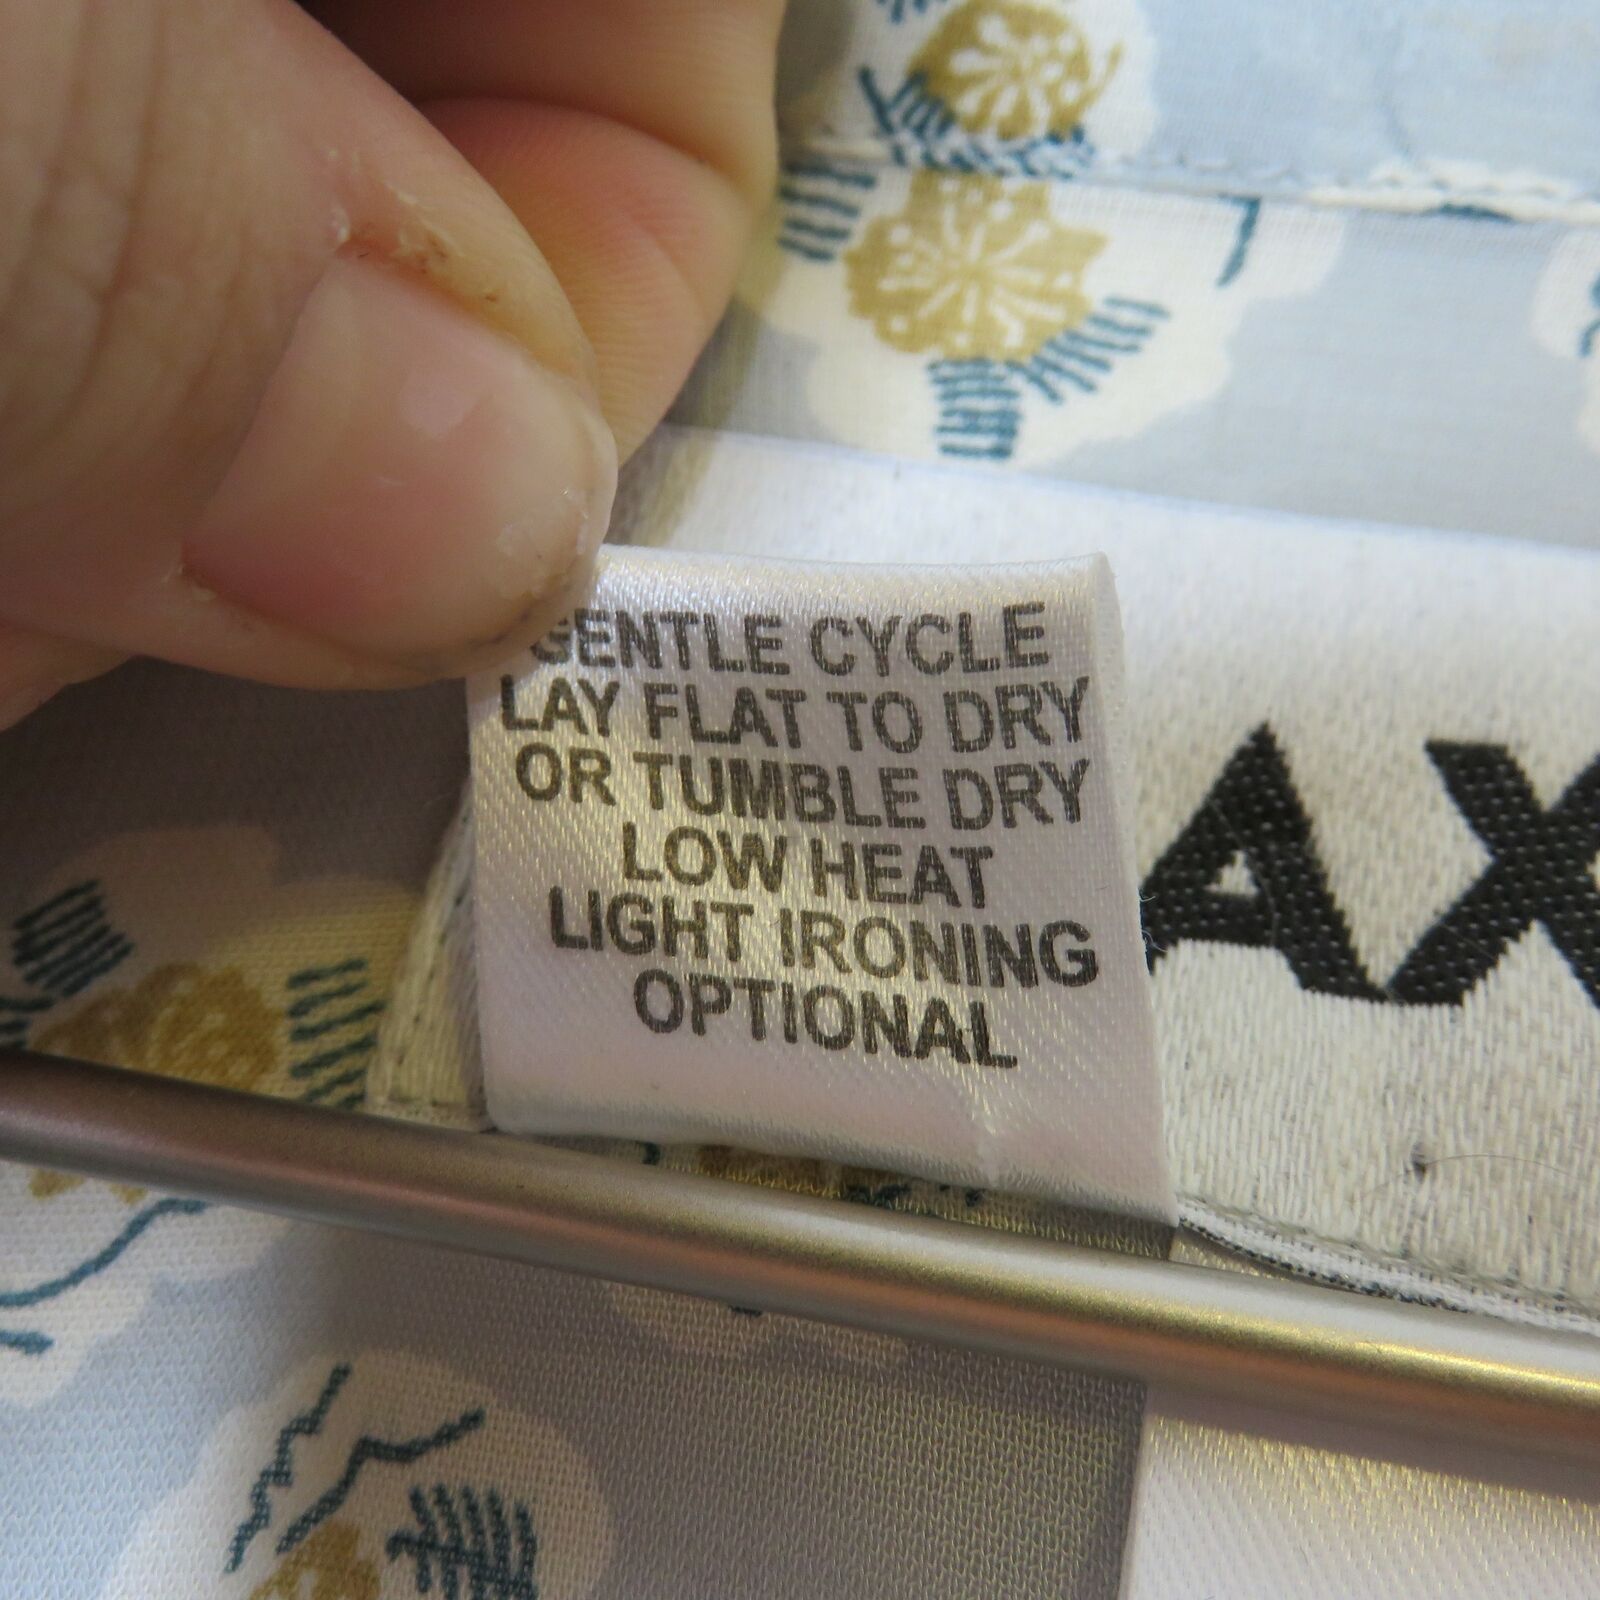 GENTLE CYCLE
LAY FLAT TO DRY
OR TUMBLE DRY
LOW HEAT
LIGHT IRONING
OPTIONAL
AX